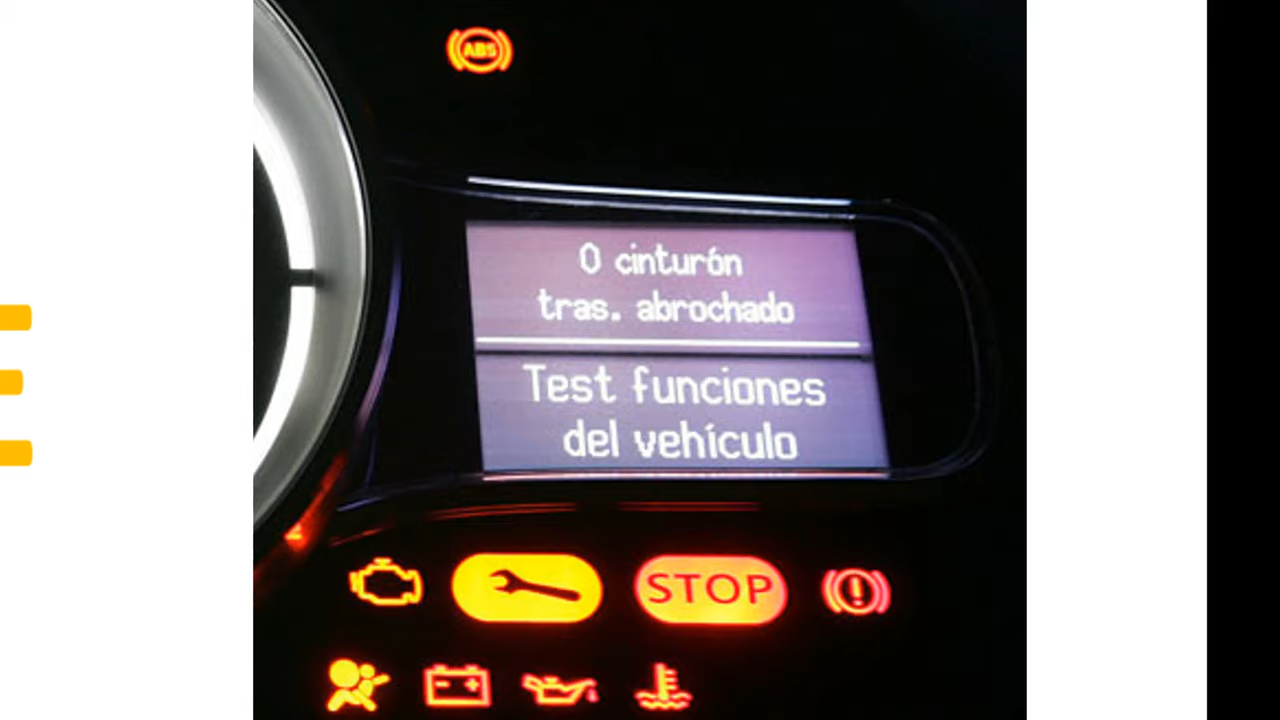 ABS
0 cinturón
tras. abrochado
Test funciones
del vehículo
STOP